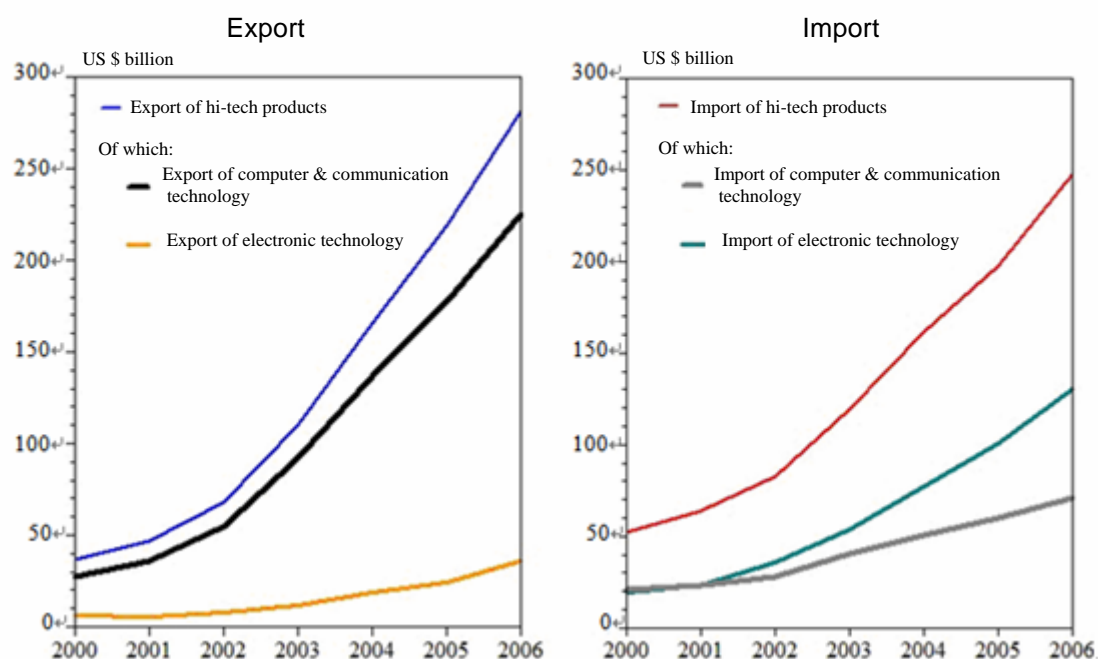 Export
US $ billion
300↵
Export of hi-tech products
Of which:
250↵
Export of computer & communication
technology
Export of electronic technology
200↵
150↵
100↵
50↵
0↵
2000 2001 2002 2003 2004 2005 2006
Import
US $ billion
300↵
Import of hi-tech products
Of which:
250↵
Import of computer & communication
technology
Import of electronic technology
200↵
150↵
100↵
50↵
0↵
2000 2001 2002 2003 2004 2005 2006